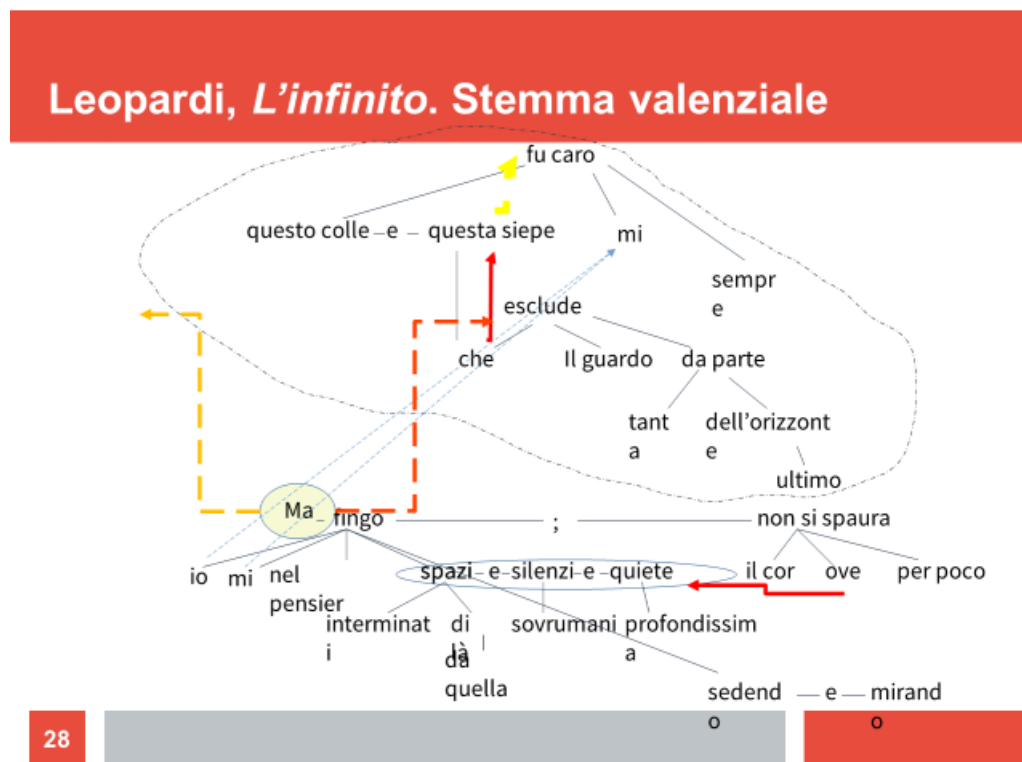 Leopardi, L’infinito. Stemma valenziale
fu caro
questo colle – e – questa siepe
mi
sempr
e
esclude
che
Il guardo
da parte
tant
a
dell’orizzont
e
ultimo
Ma
fingo
;
non si spaura
io
mi
nel
pensier
spazi e silenzi e quiete
il cor
ove
per poco
interminat
i
di
là
da
quella
sovrumani
profondissim
a
sedend
o
e
mirand
o
28